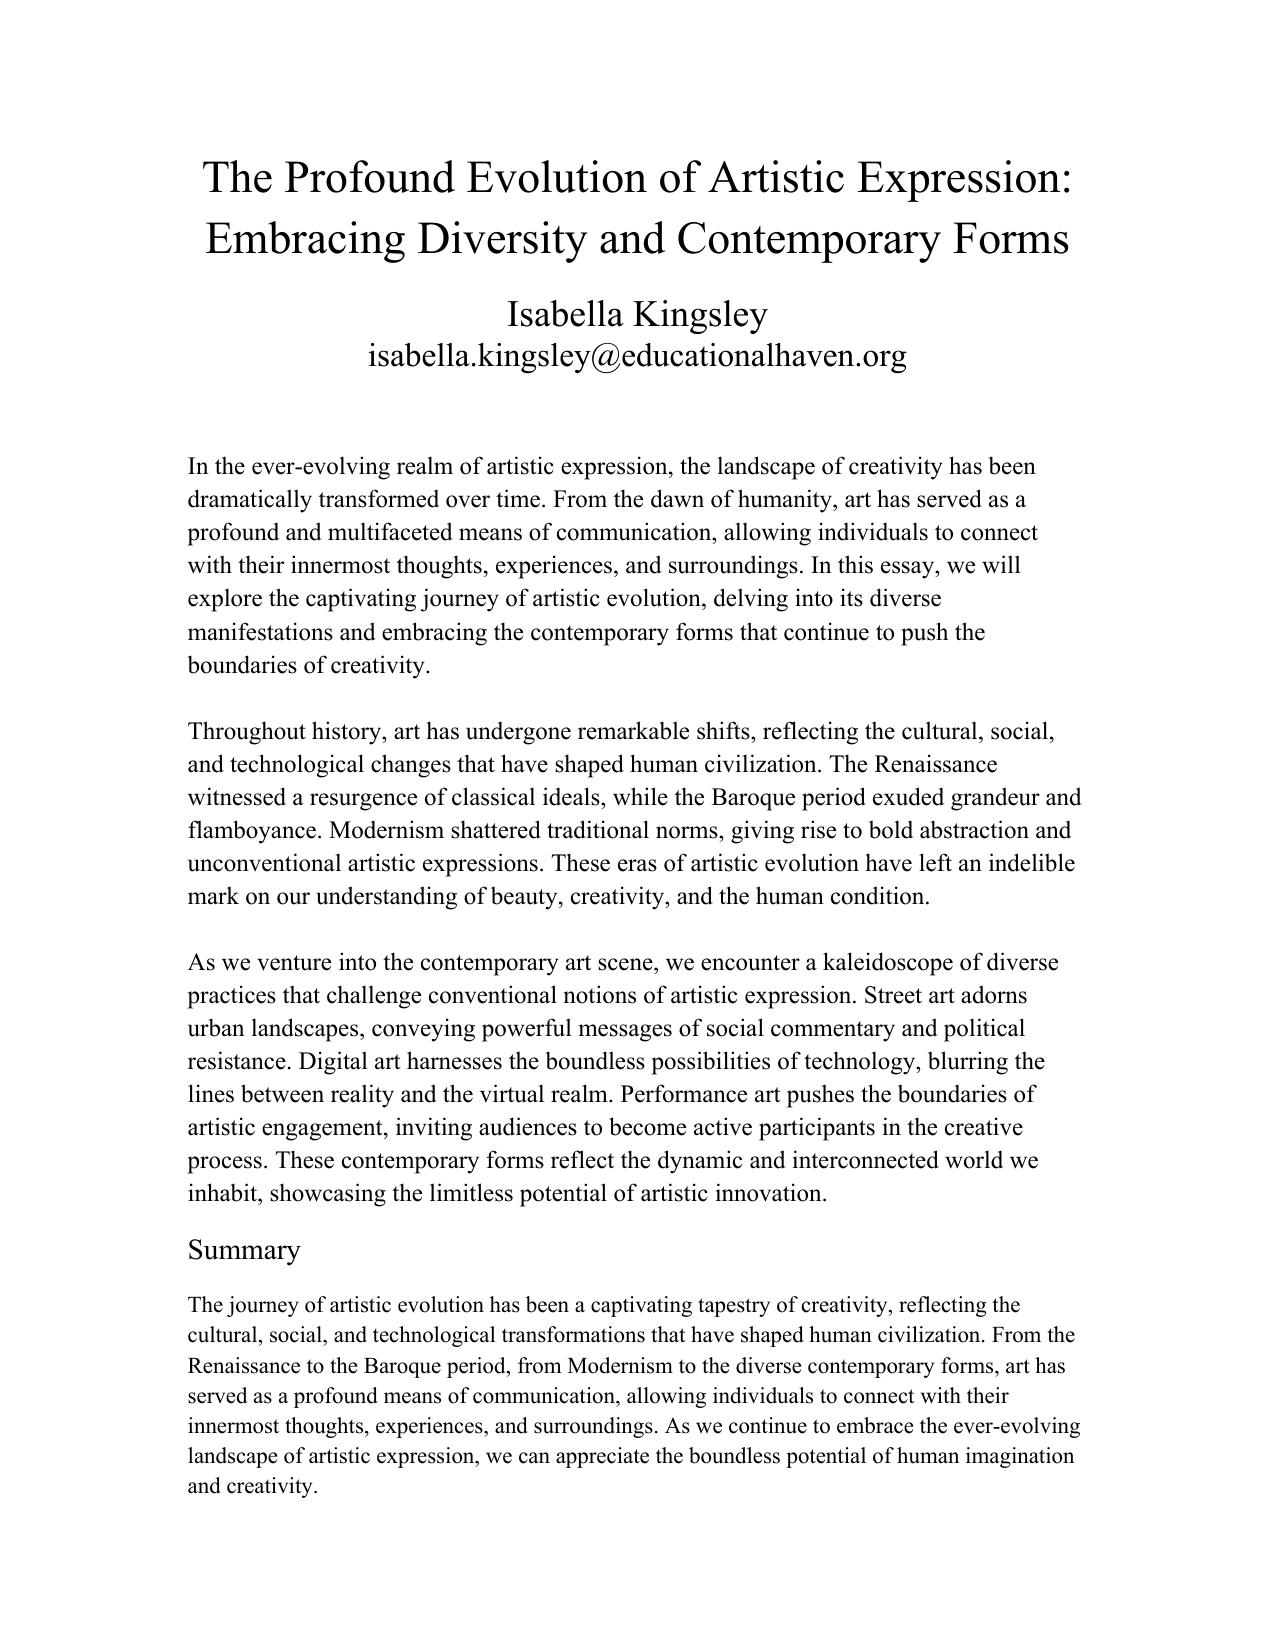 The Profound Evolution of Artistic Expression:
Embracing Diversity and Contemporary Forms
Isabella Kingsley
isabella.kingsley@educationalhaven.org
In the ever-evolving realm of artistic expression, the landscape of creativity has been
dramatically transformed over time. From the dawn of humanity, art has served as a
profound and multifaceted means of communication, allowing individuals to connect
with their innermost thoughts, experiences, and surroundings. In this essay, we will
explore the captivating journey of artistic evolution, delving into its diverse
manifestations and embracing the contemporary forms that continue to push the
boundaries of creativity.
Throughout history, art has undergone remarkable shifts, reflecting the cultural, social,
and technological changes that have shaped human civilization. The Renaissance
witnessed a resurgence of classical ideals, while the Baroque period exuded grandeur and
flamboyance. Modernism shattered traditional norms, giving rise to bold abstraction and
unconventional artistic expressions. These eras of artistic evolution have left an indelible
mark on our understanding of beauty, creativity, and the human condition.
As we venture into the contemporary art scene, we encounter a kaleidoscope of diverse
practices that challenge conventional notions of artistic expression. Street art adorns
urban landscapes, conveying powerful messages of social commentary and political
resistance. Digital art harnesses the boundless possibilities of technology, blurring the
lines between reality and the virtual realm. Performance art pushes the boundaries of
artistic engagement, inviting audiences to become active participants in the creative
process. These contemporary forms reflect the dynamic and interconnected world we
inhabit, showcasing the limitless potential of artistic innovation.
Summary
The journey of artistic evolution has been a captivating tapestry of creativity, reflecting the
cultural, social, and technological transformations that have shaped human civilization. From the
Renaissance to the Baroque period, from Modernism to the diverse contemporary forms, art has
served as a profound means of communication, allowing individuals to connect with their
innermost thoughts, experiences, and surroundings. As we continue to embrace the ever-evolving
landscape of artistic expression, we can appreciate the boundless potential of human imagination
and creativity.